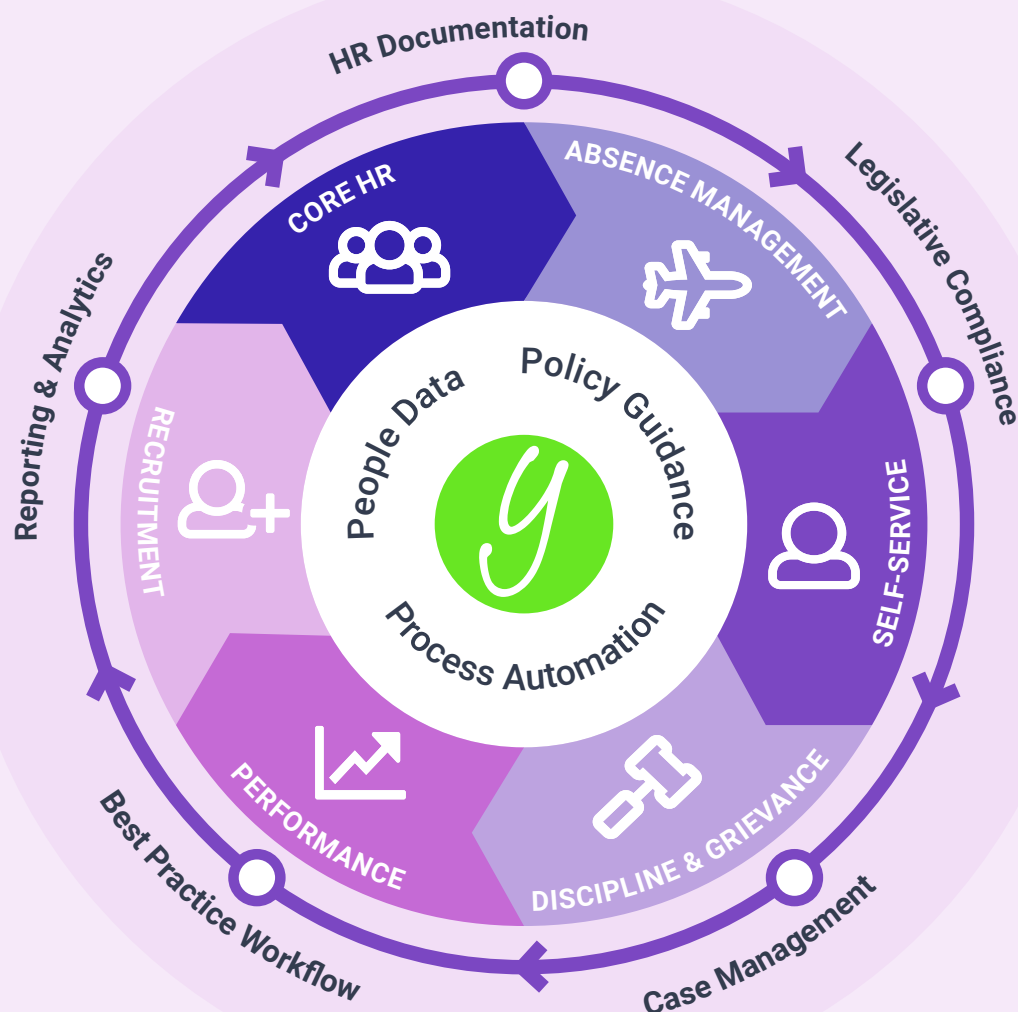 HR Documentation
Legislative Compliance
Case Management
Best Practice Workflow
Reporting & Analytics
CORE HR
ABSENCE MANAGEMENT
SELF-SERVICE
DISCIPLINE & GRIEVANCE
PERFORMANCE
RECRUITMENT
People Data
Policy Guidance
Process Automation
y